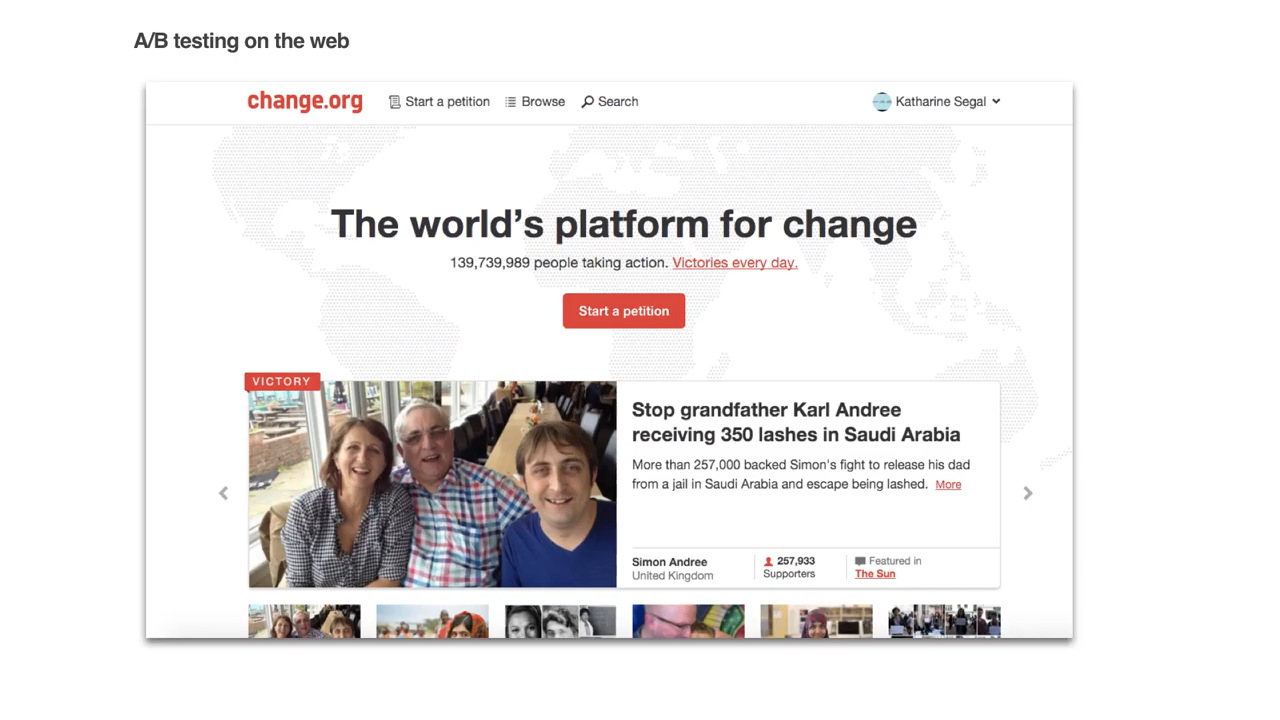 A/B testing on the web
change.org Start a petition Browse Search Katharine Segal
The world's platform for change
139,739,989 people taking action. Victories every day.
Start a petition
VICTORY
Stop grandfather Karl Andree
receiving 350 lashes in Saudi Arabia
More than 257,000 backed Simon's fight to release his dad
from a jail in Saudi Arabia and escape being lashed. More
Simon Andree
United Kingdom
257,933
Supporters
Featured in
The Sun